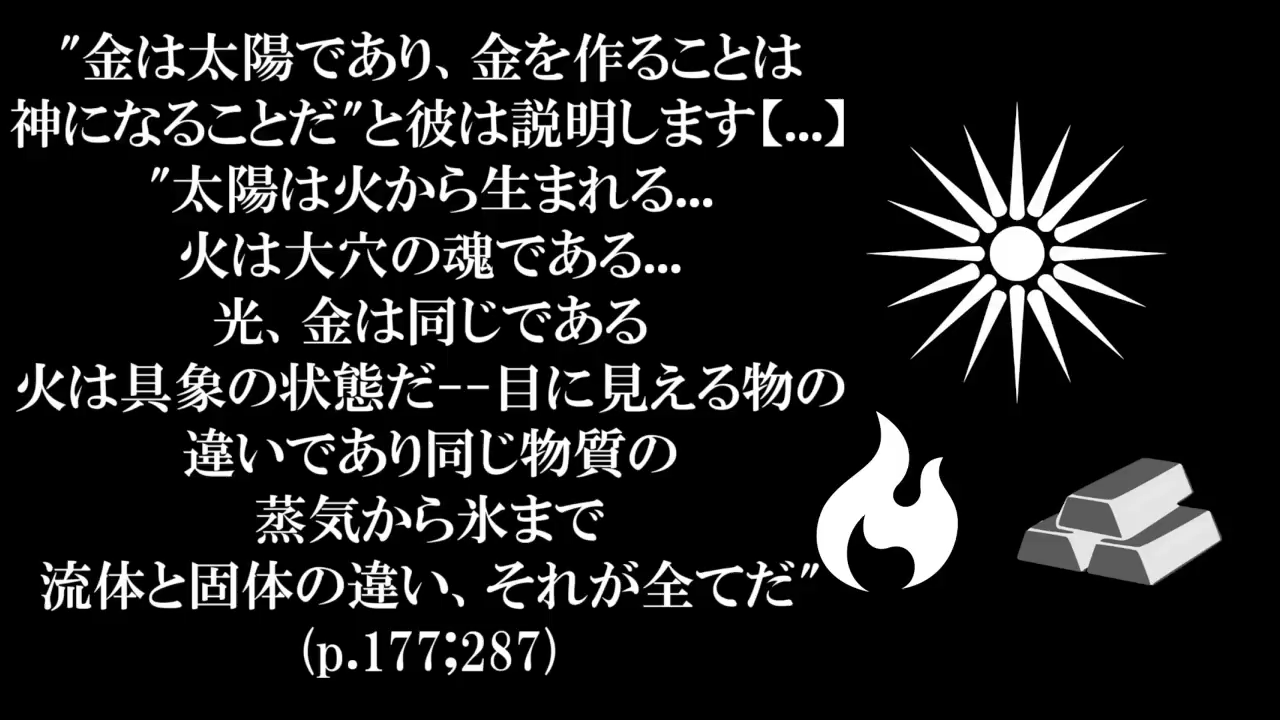 "金は太陽であり、金を作ることは
神になることだ"と彼は説明します【...】
"太陽は火から生まれる...
火は大穴の魂である...
光、金は同じである
火は具象の状態だ--目に見える物の
違いであり同じ物質の
蒸気から氷まで
流体と固体の違い、それが全てだ"
(p.177;287)